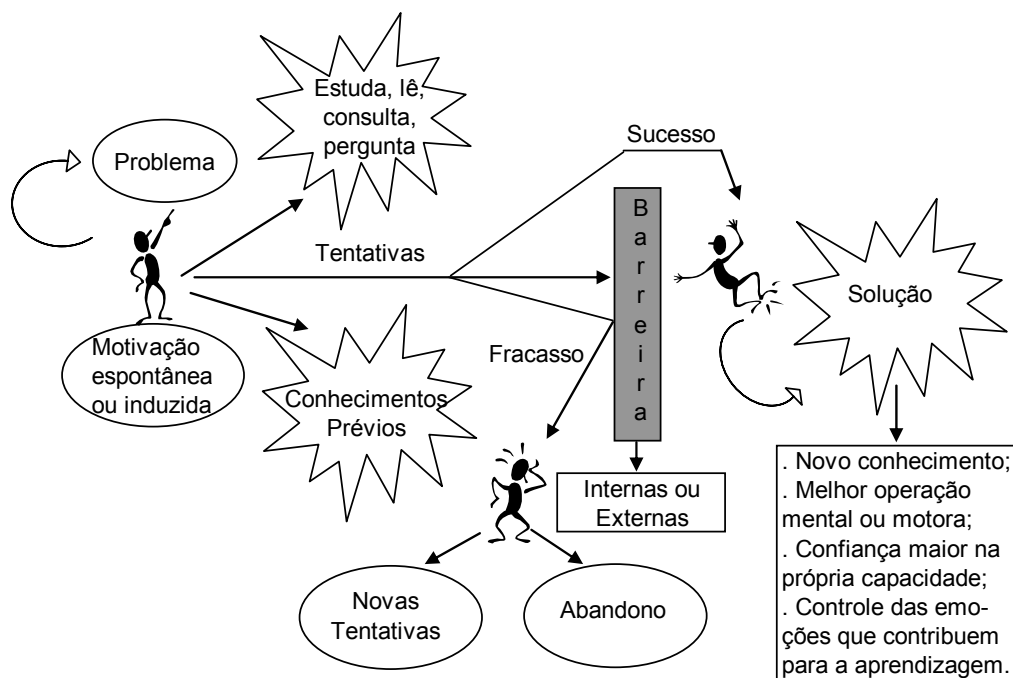 Problema
Motivação
espontânea
ou induzida
Estuda, lê,
consulta,
pergunta
Tentativas
Conhecimentos
Prévios
Sucesso
Fracasso
Barreira
Internas ou
Externas
Novas
Tentativas
Abandono
Solução
. Novo conhecimento;
. Melhor operação
mental ou motora;
. Confiança maior na
própria capacidade;
. Controle das emo-
ções que contribuem
para a aprendizagem.